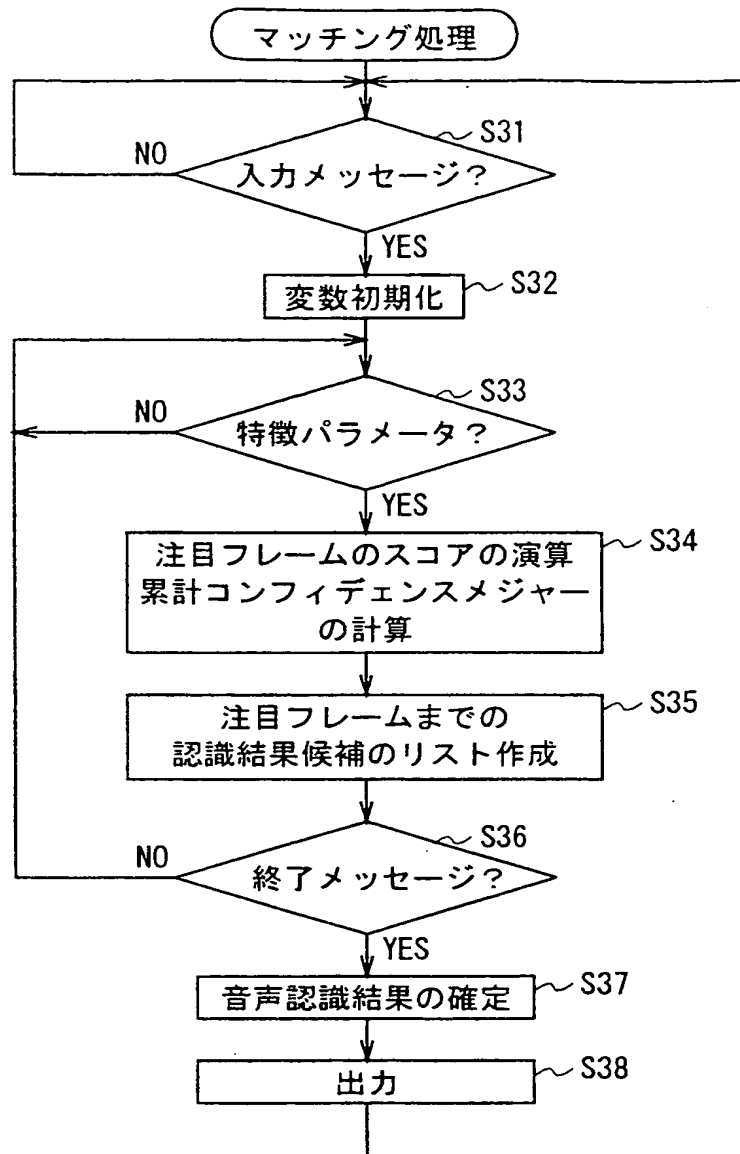 マッチング処理
S31
NO
入力メッセージ?
YES
変数初期化
S32
S33
NO
特徴パラメータ?
YES
S34
注目フレームのスコアの演算
累計コンフィデンスメジャー
の計算
S35
注目フレームまでの
認識結果候補のリスト作成
S36
NO
終了メッセージ?
YES
音声認識結果の確定
S37
出力
S38